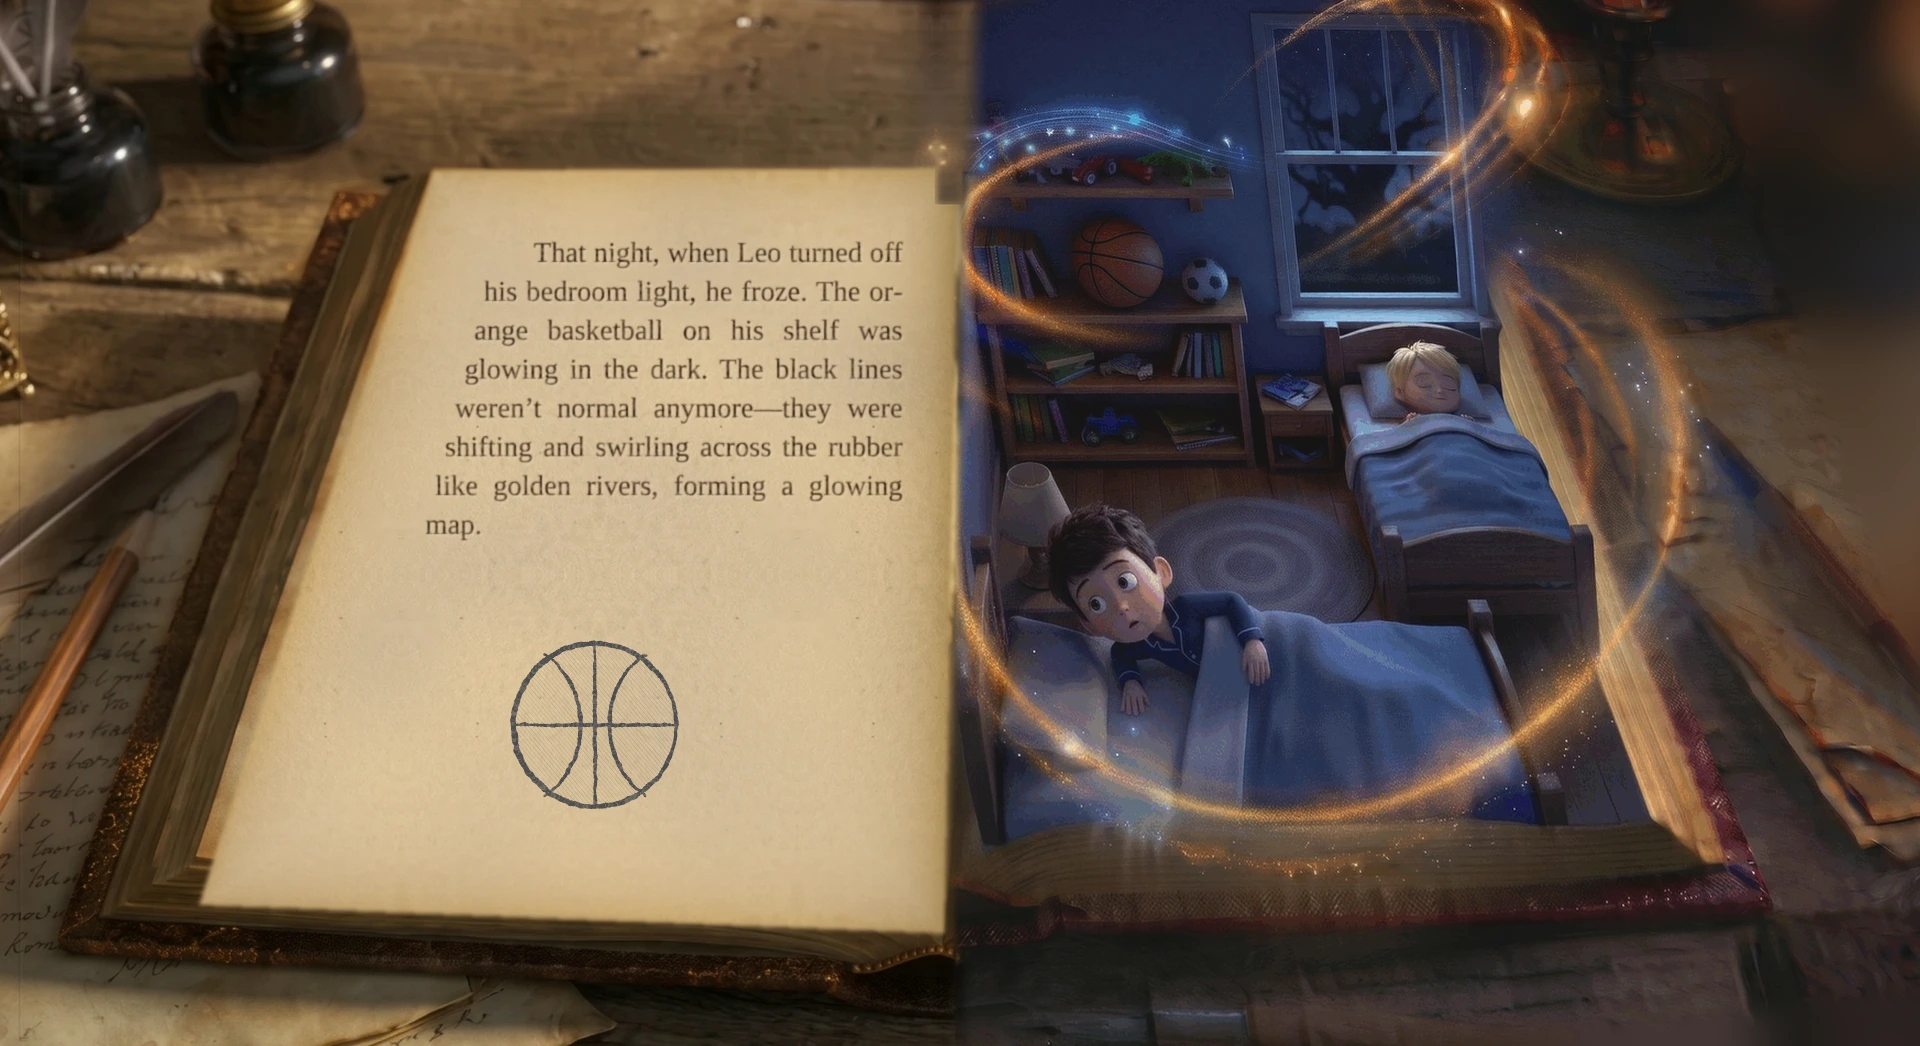 That night, when Leo turned off
his bedroom light, he froze. The or-
ange basketball on his shelf was
glowing in the dark. The black lines
weren’t normal anymore—they were
shifting and swirling across the rubber
like golden rivers, forming a glowing
map.